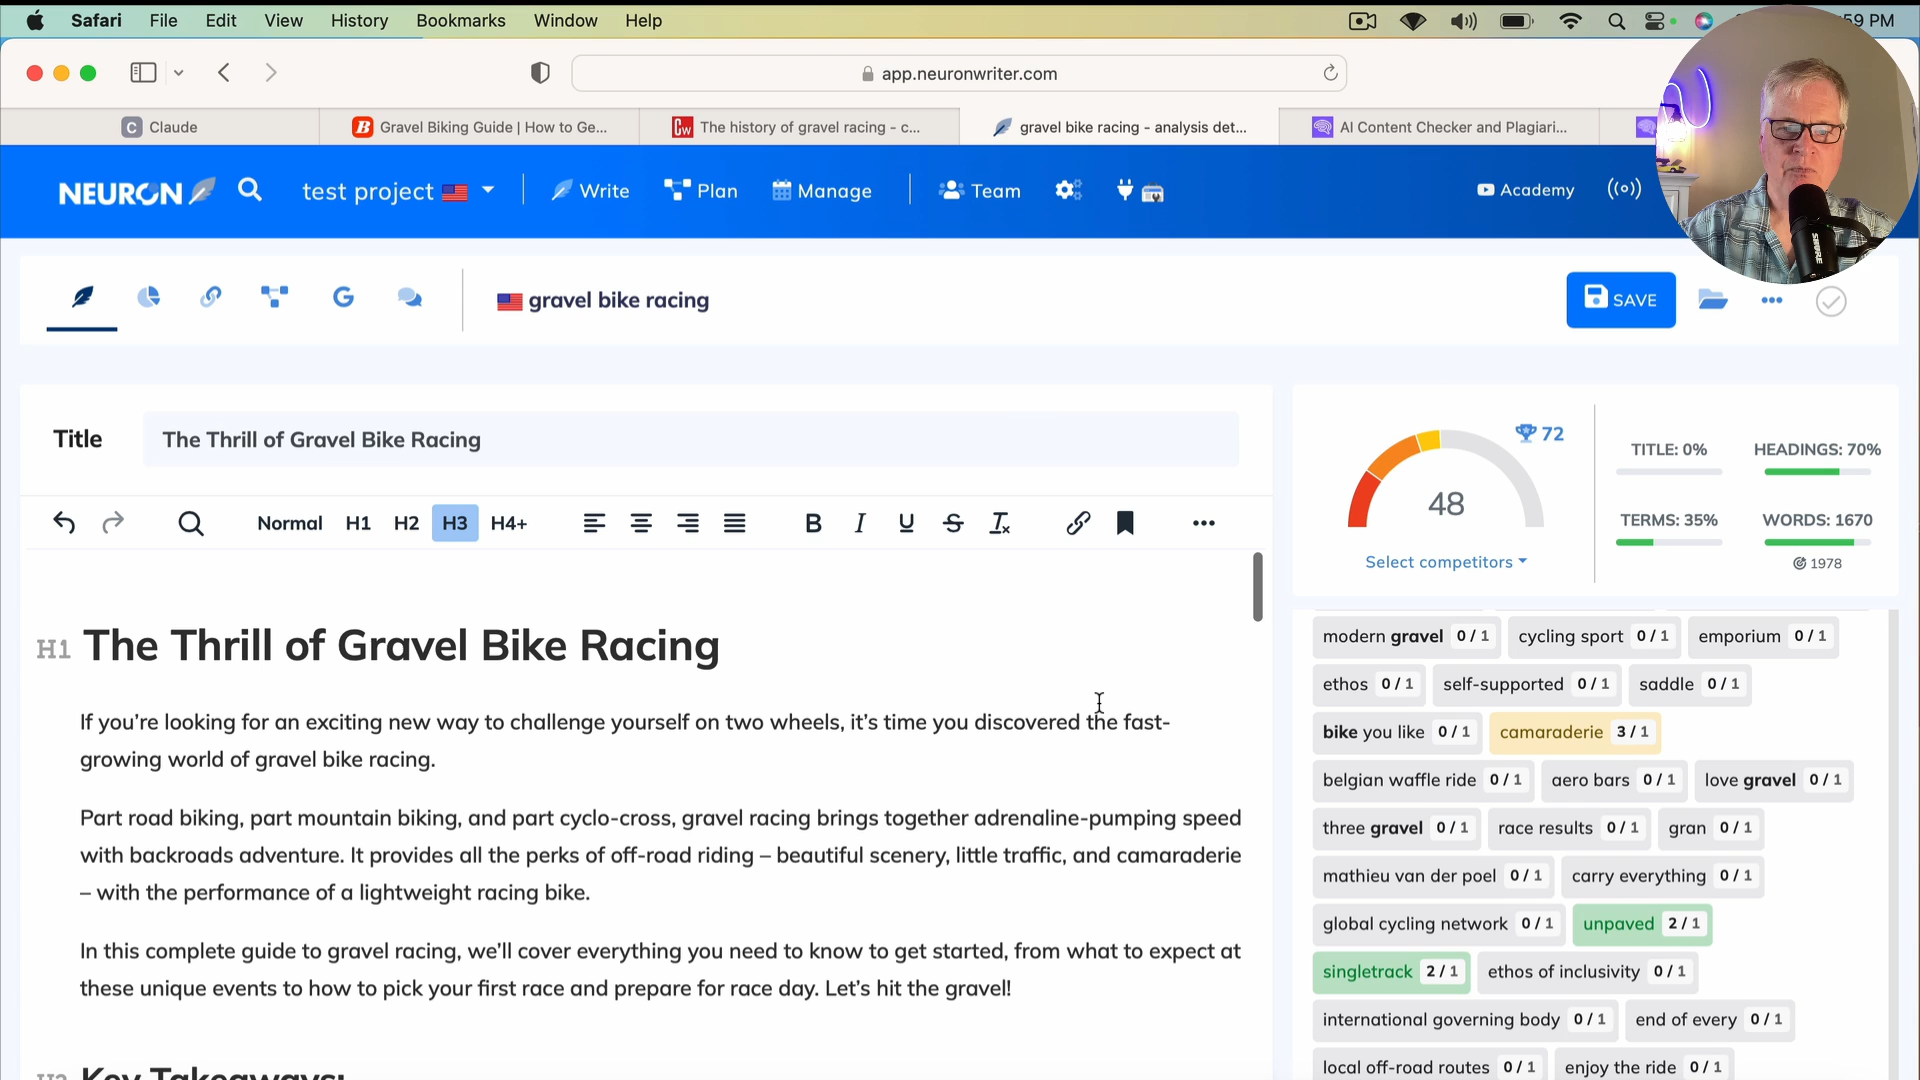 Safari File Edit View History Bookmarks Window Help
:59 PM
app.neuronwriter.com
Claude
Gravel Biking Guide | How to Ge...
The history of gravel racing - c...
gravel bike racing - analysis det...
AI Content Checker and Plagiari...
NEURON
test project
Write
Plan
Manage
Team
Academy
gravel bike racing
SAVE
Title
The Thrill of Gravel Bike Racing
Normal H1 H2 H3 H4+
B I U S
H1 The Thrill of Gravel Bike Racing
If you’re looking for an exciting new way to challenge yourself on two wheels, it’s time you discovered the fast-
growing world of gravel bike racing.
Part road biking, part mountain biking, and part cyclo-cross, gravel racing brings together adrenaline-pumping speed
with backroads adventure. It provides all the perks of off-road riding – beautiful scenery, little traffic, and camaraderie
– with the performance of a lightweight racing bike.
In this complete guide to gravel racing, we’ll cover everything you need to know to get started, from what to expect at
these unique events to how to pick your first race and prepare for race day. Let’s hit the gravel!
Key Takeaways:
72
48
Select competitors
TITLE: 0%
HEADINGS: 70%
TERMS: 35%
WORDS: 1670
1978
modern gravel 0 / 1 cycling sport 0 / 1 emporium 0 / 1
ethos 0 / 1 self-supported 0 / 1 saddle 0 / 1
bike you like 0 / 1 camaraderie 3 / 1
belgian waffle ride 0 / 1 aero bars 0 / 1 love gravel 0 / 1
three gravel 0 / 1 race results 0 / 1 gran 0 / 1
mathieu van der poel 0 / 1 carry everything 0 / 1
global cycling network 0 / 1 unpaved 2 / 1
singletrack 2 / 1 ethos of inclusivity 0 / 1
international governing body 0 / 1 end of every 0 / 1
local off-road routes 0 / 1 enjoy the ride 0 / 1
SHURE